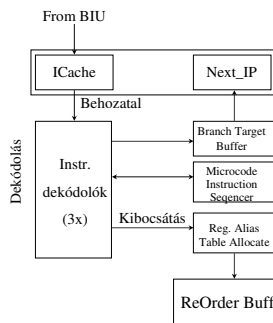 From BIU
ICache
Next_IP
Behozatal
Dekódolás
Instr.
dekódolók
(3x)
Branch Target
Buffer
Microcode
Instruction
Seqencer
Kibocsátás
Reg. Alias
Table Allocate
ReOrder Buff